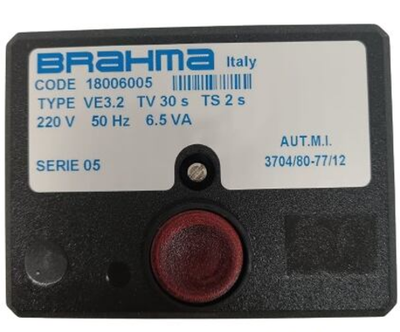 BRAHMA Italy
CODE 18006005
TYPE VE3.2 TV 30 s TS 2 s
220 V 50 Hz 6.5 VA
AUT.M.I.
SERIE 05 3704/80-77/12